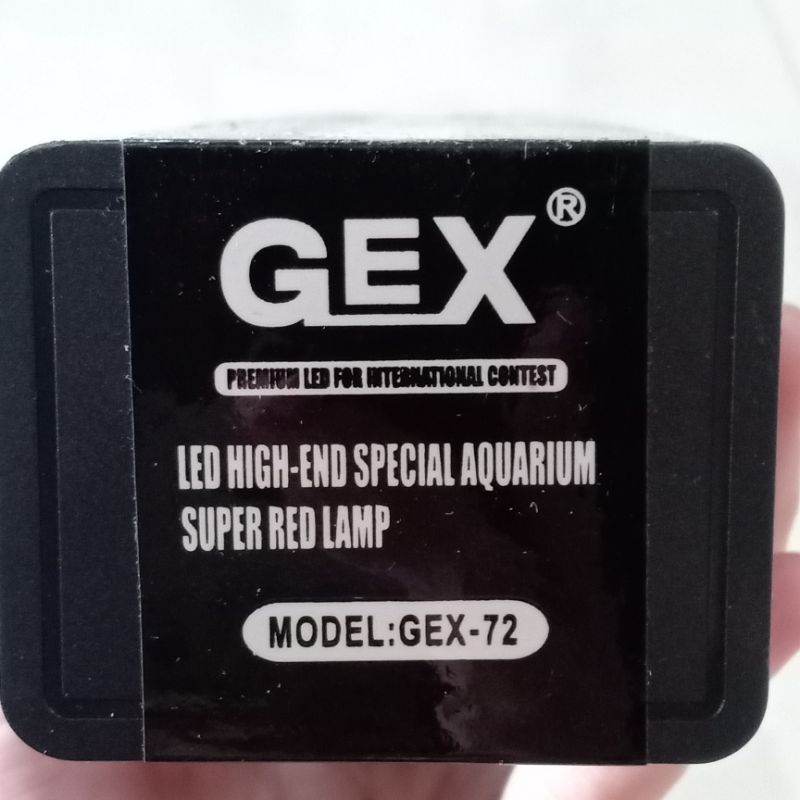 GEX®
PREMIUM LED FOR INTERNATIONAL CONTEST
LED HIGH-END SPECIAL AQUARIUM
SUPER RED LAMP
MODEL:GEX-72